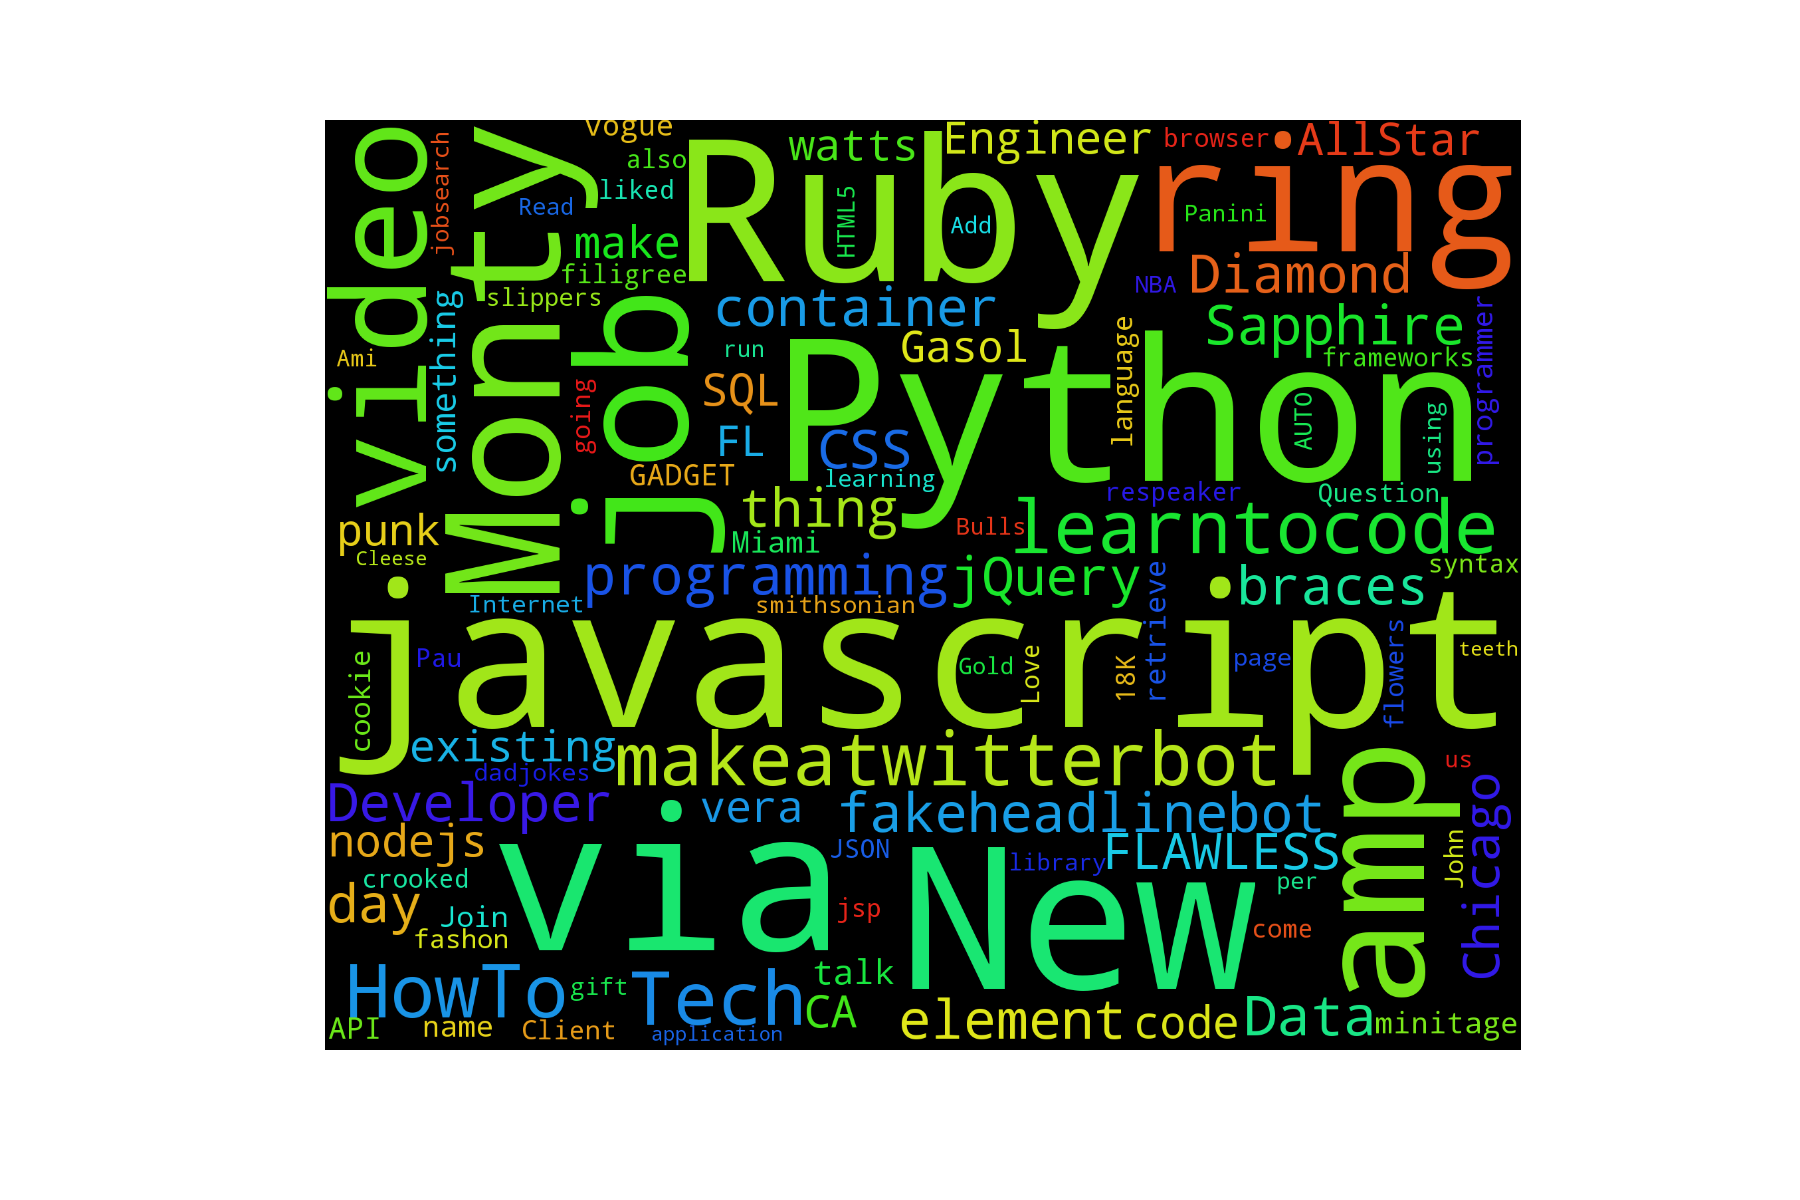 vogue
watts
Engineer
browser
AllStar
jobsearch
also
liked
Read
video
Monty
Ruby
ring
HTML5
Add
Panini
make
filigree
slippers
Diamond
NBA
container
something
job
Sapphire
programmer
language
Gasol
run
frameworks
Ami
SQL
going
Python
AUTO
using
FL
CSS
GADGET
learning
respeaker
Question
thing
punk
Bulls
learntocode
Miami
Cleese
syntax
programming
jQuery
braces
retrieve
Internet
smithsonian
javascript
flowers
teeth
Pau
Gold
Love
18K
page
cookie
existing
makeatwitterbot
us
dadjokes
amp
Chicago
Developer
vera
fakeheadlinebot
nodejs
JSON
library
FLAWLESS
John
crooked
per
via
day
jsp
New
Join
come
fashon
HowTo
gift
Tech
talk
CA
API
name
Client
application
element
code
Data
minitage